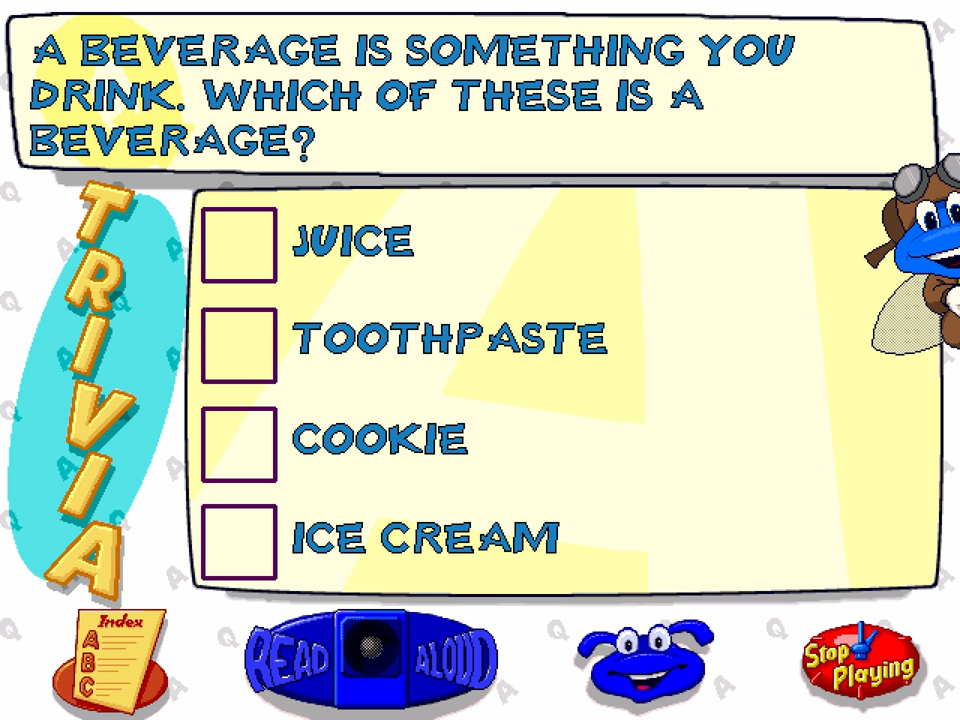 A BEVERAGE IS SOMETHING YOU
DRINK. WHICH OF THESE IS A
BEVERAGE?
TRIVIA
JUICE
TOOTHPASTE
COOKIE
ICE CREAM
Index
A
B
C
READ ALOUD
Stop
Playing